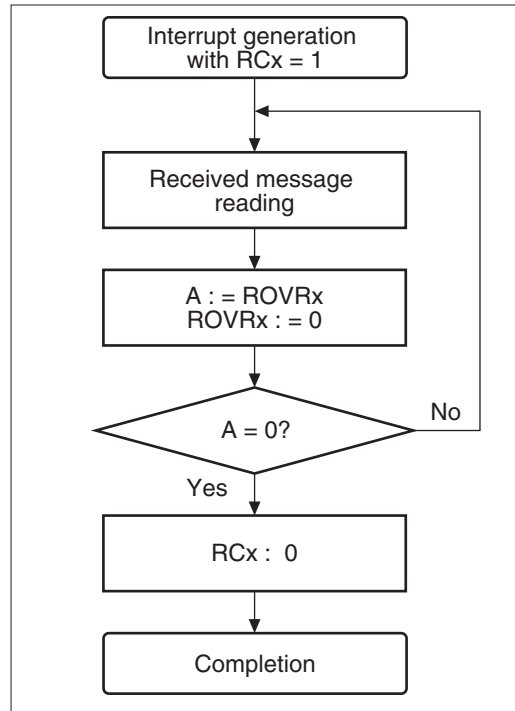 Interrupt generation
with RCx = 1
Received message
reading
A : = ROVRx
ROVRx : = 0
A = 0?
No
Yes
RCx :  0
Completion